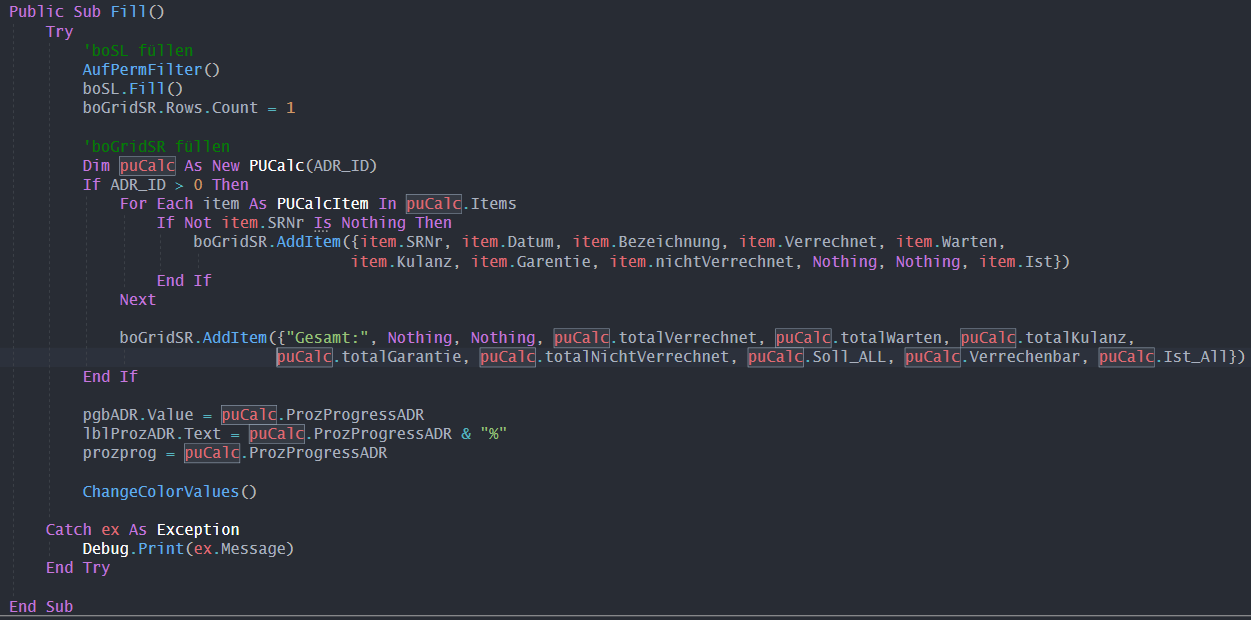 Public Sub Fill()
Try
'boSL füllen
AufPermFilter()
boSL.Fill()
boGridSR.Rows.Count = 1
'boGridSR füllen
Dim puCalc As New PUCalc(ADR_ID)
If ADR_ID > 0 Then
For Each item As PUCalcItem In puCalc.Items
If Not item.SRNr Is Nothing Then
boGridSR.AddItem({item.SRNr, item.Datum, item.Bezeichnung, item.Verrechnet, item.Warten,
item.Kulanz, item.Garentie, item.nichtVerrechnet, Nothing, Nothing, item.Ist})
End If
Next
boGridSR.AddItem({"Gesamt:", Nothing, Nothing, puCalc.totalVerrechnet, puCalc.totalWarten, puCalc.totalKulanz,
puCalc.totalGarantie, puCalc.totalNichtVerrechnet, puCalc.Soll_ALL, puCalc.Verrechenbar, puCalc.Ist_All})
End If
pgbADR.Value = puCalc.ProzProgressADR
lblProzADR.Text = puCalc.ProzProgressADR & "%"
prozprog = puCalc.ProzProgressADR
ChangeColorValues()
Catch ex As Exception
Debug.Print(ex.Message)
End Try
End Sub